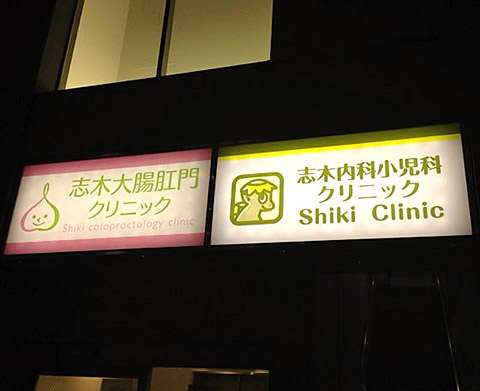 志木大腸肛門
クリニック
Shiki coloproctology clinic
志木内科小児科
クリニック
Shiki Clinic